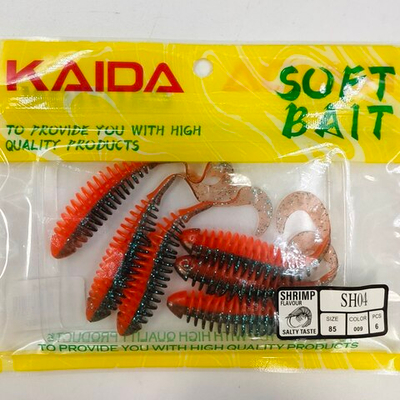 KAIDA
SOFT
BAIT
TO PROVIDE YOU WITH HIGH
QUALITY PRODUCTS
SHRIMP
FLAVOUR
SALTY TASTE
SH04
SIZE
85
COLOR
009
PCS
6
TO PROVIDE YOU WITH HIGH QUALITY PRODUCTS